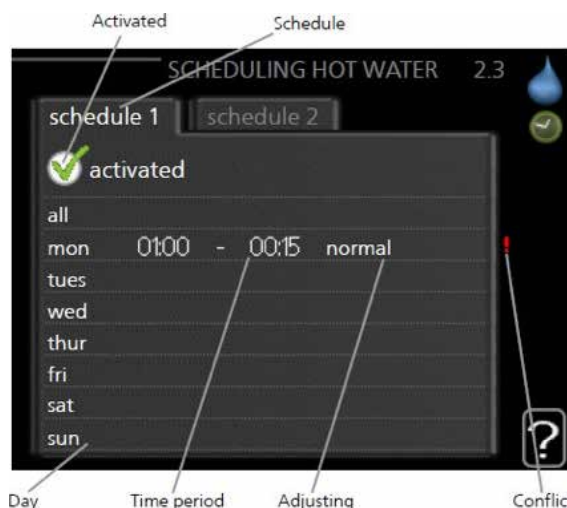 Activated Schedule
SCHEDULING HOT WATER 2.3
schedule 1 schedule 2
activated
all
mon 01:00 - 00:15 normal !
tues
wed
thur
fri
sat
sun
?
Day Time period Adjusting Conflic